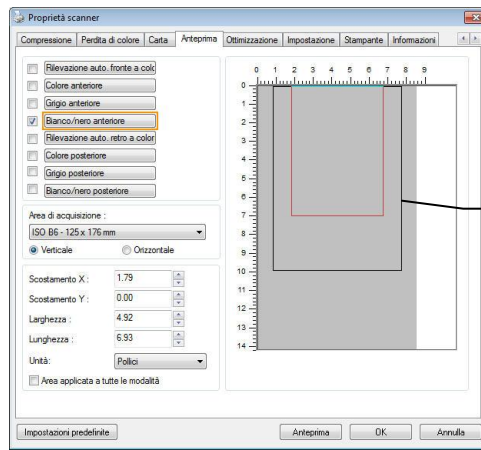 Proprietà scanner
Compressione Perdita di colore Carta Anteprima Ottimizzazione Impostazione Stampante Informazioni
Rilevazione auto. fronte a colc
Colore anteriore
Grigio anteriore
Bianco/nero anteriore
Rilevazione auto. retro a color
Colore posteriore
Grigio posteriore
Bianco/nero posteriore
Area di acquisizione :
ISO B6 - 125 x 176 mm
Verticale Orizzontale
Scostamento X : 1.79
Scostamento Y : 0.00
Larghezza : 4.92
Lunghezza : 6.93
Unità: Pollici
Area applicata a tutte le modalità
0 1 2 3 4 5 6 7 8 9
0
1
2
3
4
5
6
7
8
9
10
11
12
13
14
Impostazioni predefinite Anteprima OK Annulla